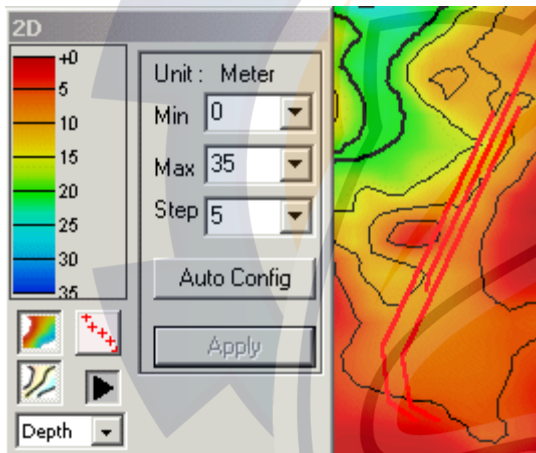 2D
+0
5
10
15
20
25
30
35
Unit : Meter
Min 0
Max 35
Step 5
Auto Config
Apply
Depth